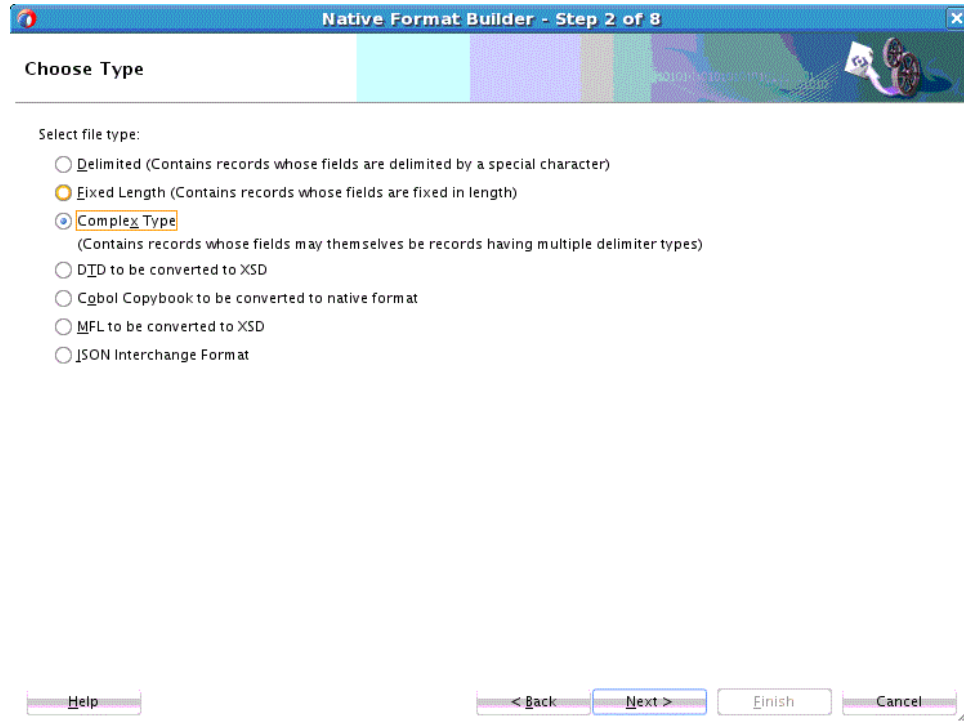 Native Format Builder - Step 2 of 8
Choose Type
Select file type:
Delimited (Contains records whose fields are delimited by a special character)
Fixed Length (Contains records whose fields are fixed in length)
Complex Type
(Contains records whose fields may themselves be records having multiple delimiter types)
DTD to be converted to XSD
Cobol Copybook to be converted to native format
MFL to be converted to XSD
JSON Interchange Format
Help
< Back
Next >
Finish
Cancel